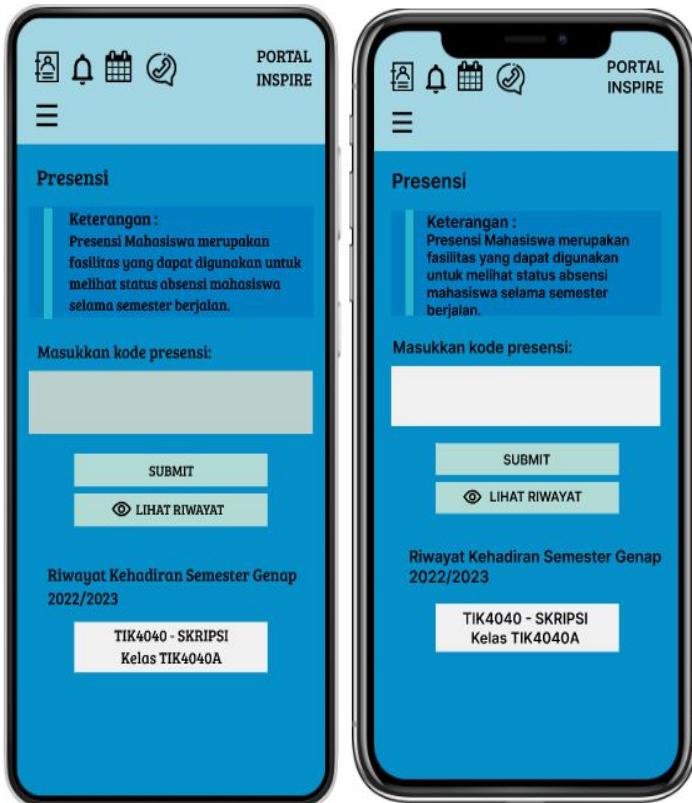 PORTAL
INSPIRE
Presensi
Keterangan :
Presensi Mahasiswa merupakan
fasilitas yang dapat digunakan untuk
melihat status absensi mahasiswa
selama semester berjalan.
Masukkan kode presensi:
SUBMIT
LIHAT RIWAYAT
Riwayat Kehadiran Semester Genap
2022/2023
TIK4040 - SKRIPSI
Kelas TIK4040A
PORTAL
INSPIRE
Presensi
Keterangan :
Presensi Mahasiswa merupakan
fasilitas yang dapat digunakan
untuk melihat status absensi
mahasiswa selama semester
berjalan.
Masukkan kode presensi:
SUBMIT
LIHAT RIWAYAT
Riwayat Kehadiran Semester Genap
2022/2023
TIK4040 - SKRIPSI
Kelas TIK4040A